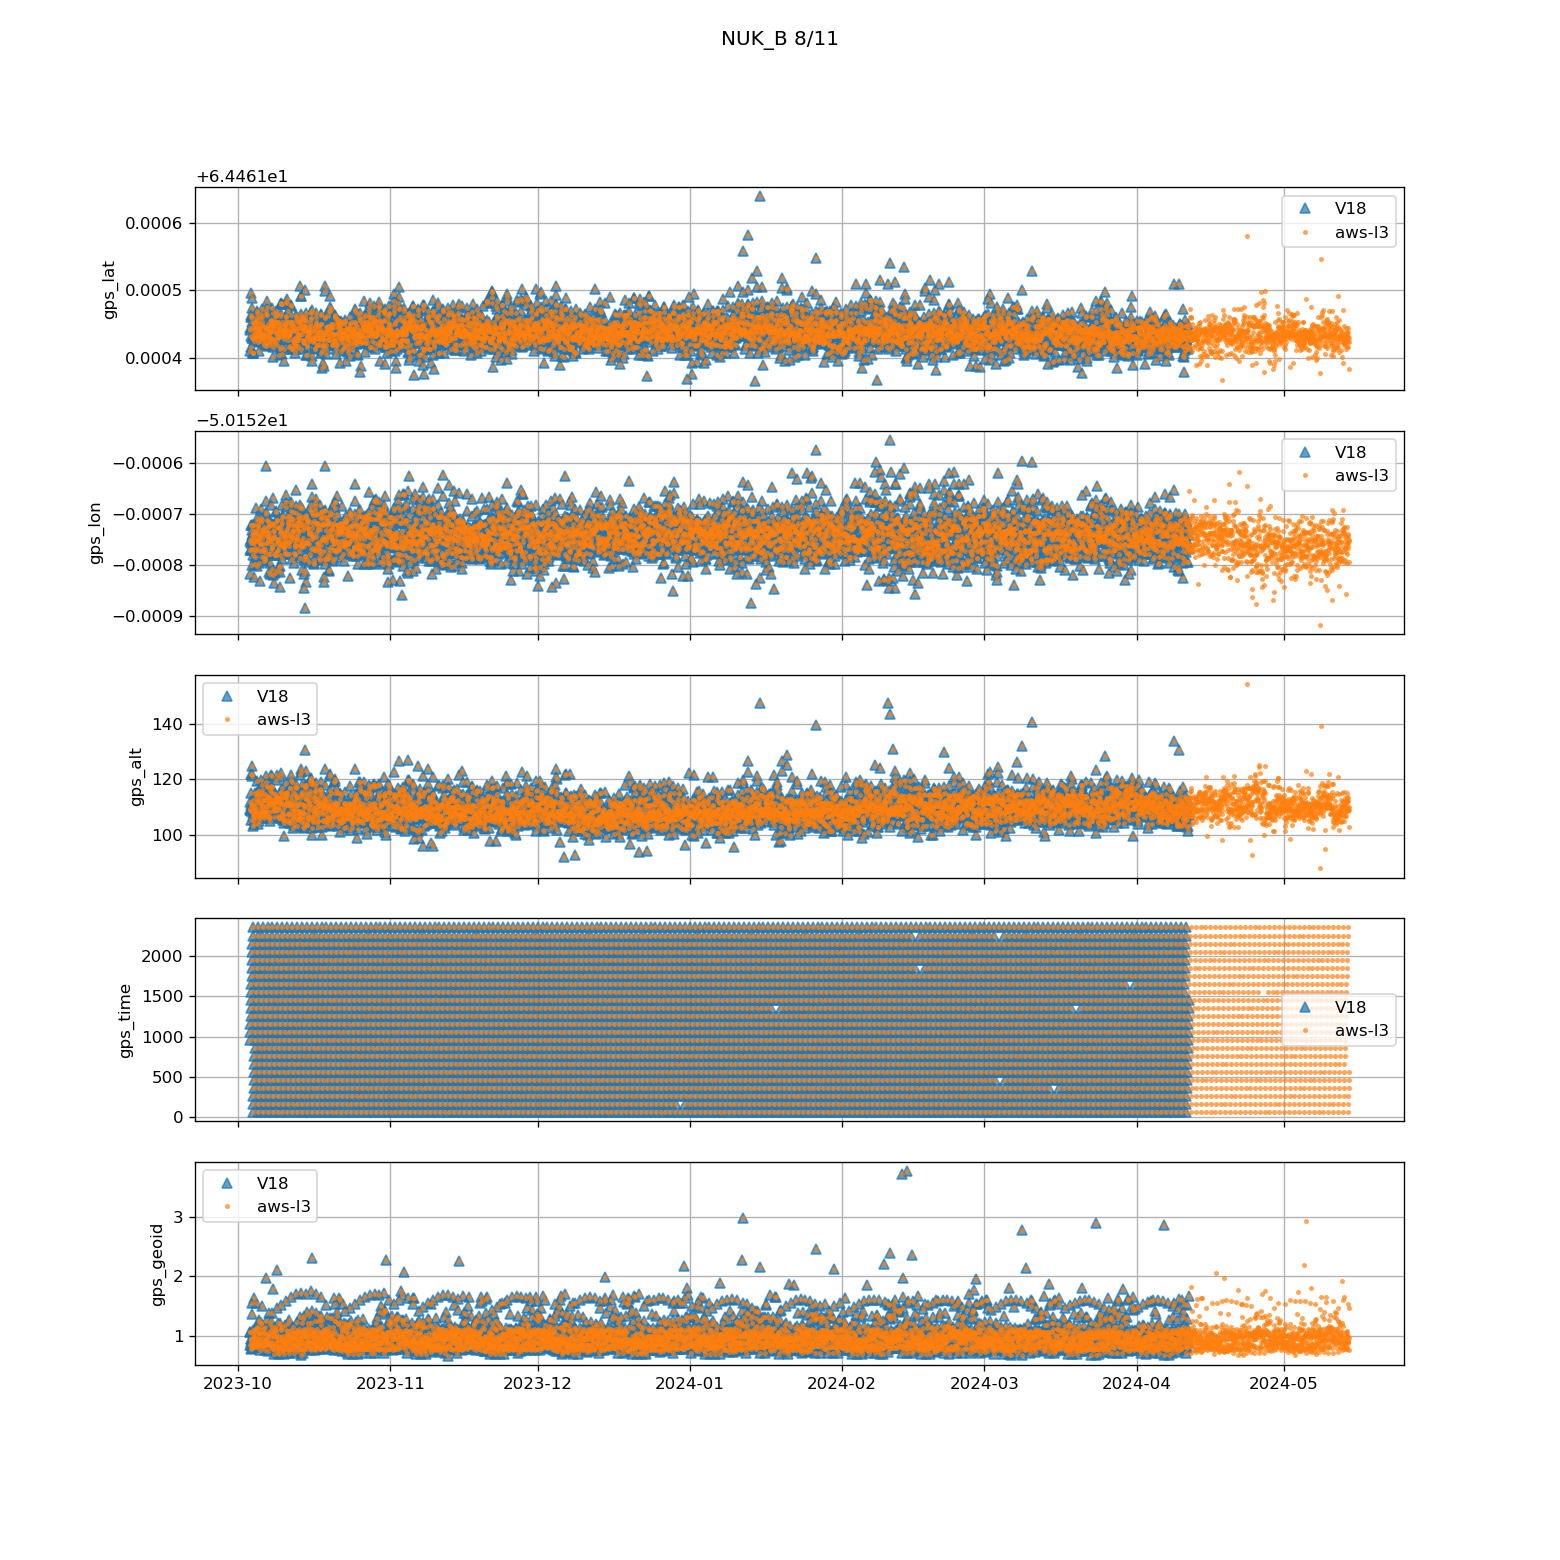 NUK_B 8/11
+6.4461e1
0.0006
0.0005
0.0004
gps_lat
V18
aws-l3
−5.0152e1
−0.0006
−0.0007
−0.0008
−0.0009
gps_lon
V18
aws-l3
140
120
100
gps_alt
V18
aws-l3
2000
1500
1000
500
0
gps_time
V18
aws-l3
3
2
1
gps_geoid
V18
aws-l3
2023-10 2023-11 2023-12 2024-01 2024-02 2024-03 2024-04 2024-05